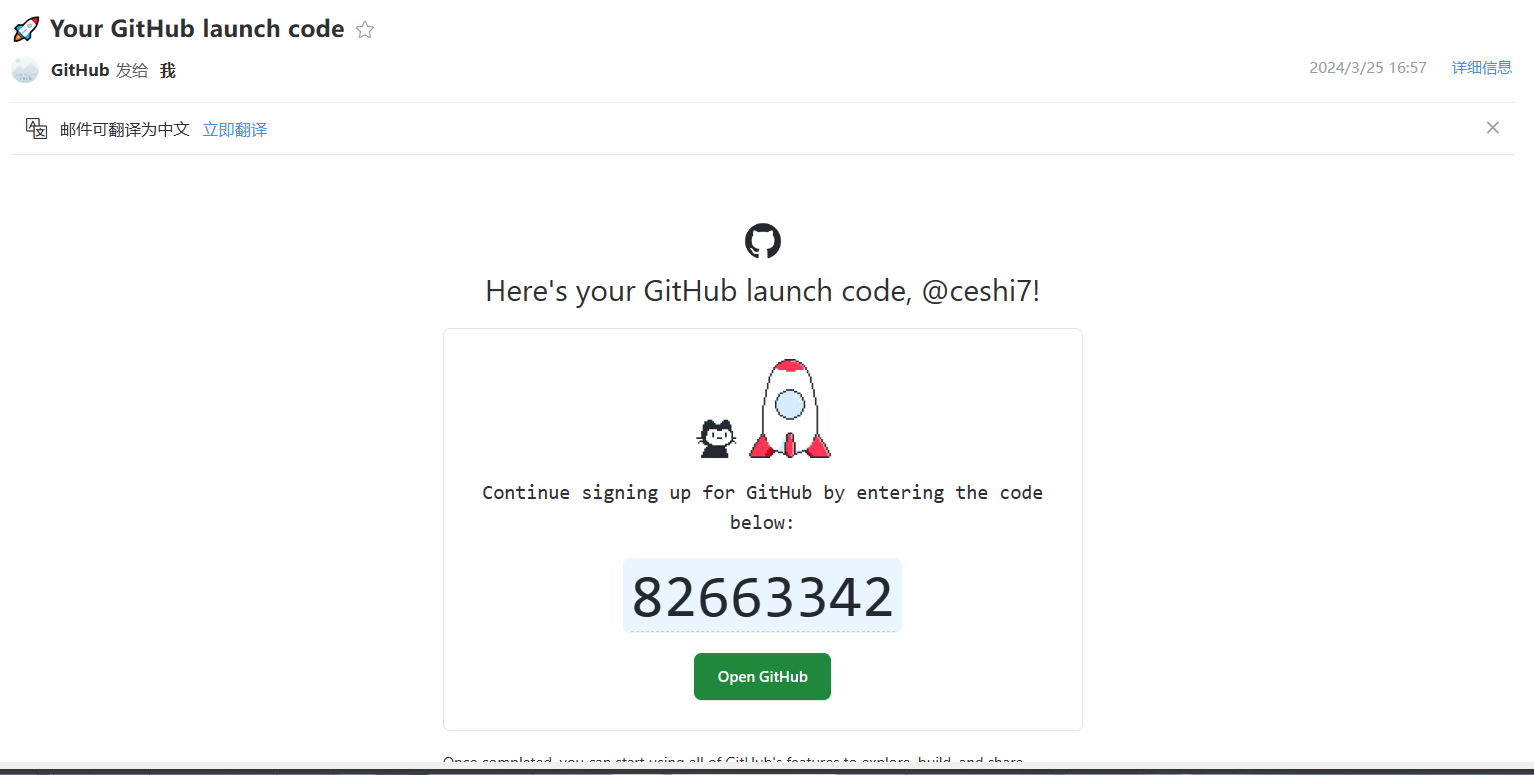 🚀 Your GitHub launch code
GitHub 发给 我
2024/3/25 16:57 详细信息
邮件可翻译为中文 立即翻译
Here's your GitHub launch code, @ceshi7!
Continue signing up for GitHub by entering the code
below:
82663342
Open GitHub
Once completed, you can start using all of GitHub's features to explore, build, and share